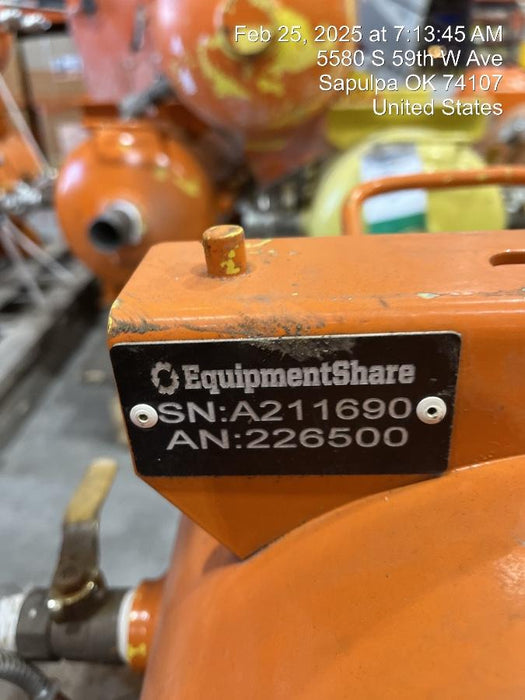 Feb 25, 2025 at 7:13:45 AM
5580 S 59th W Ave
Sapulpa OK 74107
United States
EquipmentShare
SN:A211690
AN:226500